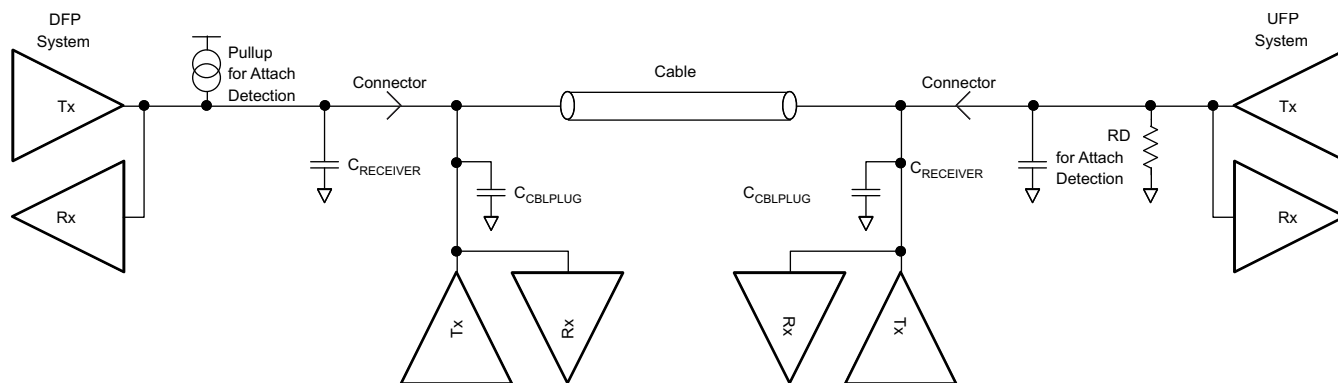 DFP
System
UFP
System
Pullup
for Attach
Detection
Connector
Cable
Connector
Tx
Tx
RD
for Attach
Detection
C_RECEIVER
C_RECEIVER
C_CBLPLUG
C_CBLPLUG
Rx
Rx
Tx
Rx
Rx
Tx